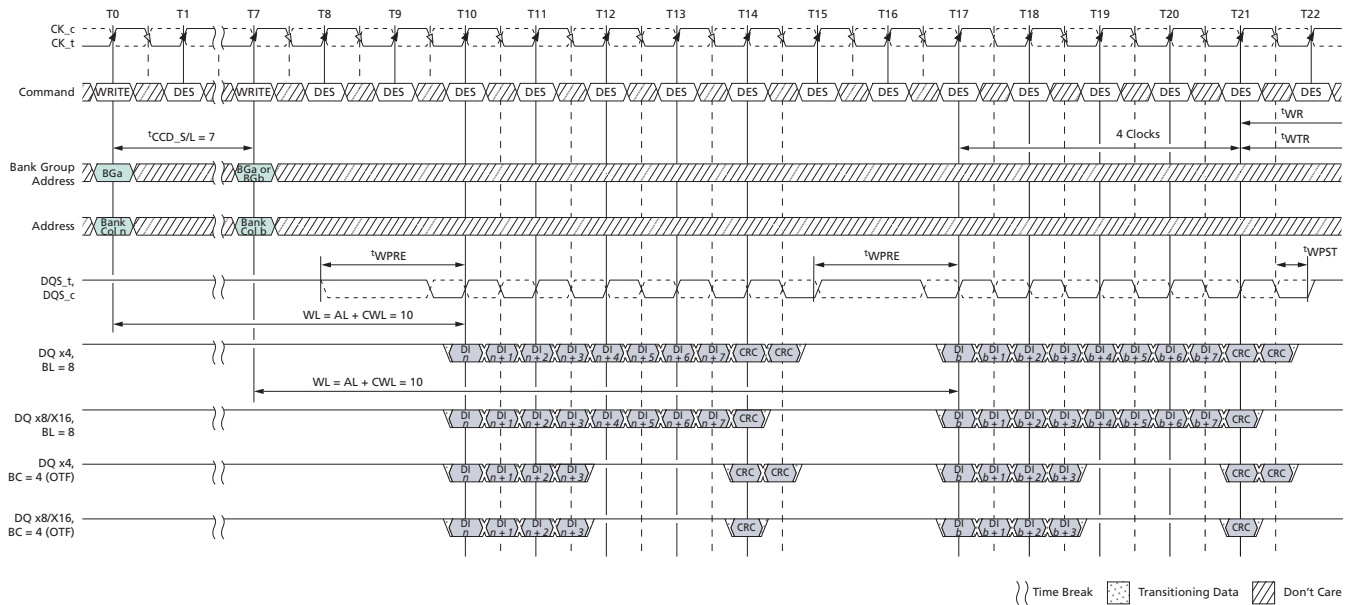 T0 T1 T7 T8 T9 T10 T11 T12 T13 T14 T15 T16 T17 T18 T19 T20 T21 T22
CK_c
CK_t
Command WRITE DES WRITE DES DES DES DES DES DES DES DES DES DES DES DES DES DES DES
tWR
tCCD_S/L = 7 4 Clocks tWTR
Bank Group
Address
BGa BGa or
BGb
Address Bank
Col n Bank
Col b
tWPRE tWPRE tWPST
DQS_t,
DQS_c
WL = AL + CWL = 10
DQ x4,
BL = 8
DI
n DI
n + 1 DI
n + 2 DI
n + 3 DI
n + 4 DI
n + 5 DI
n + 6 DI
n + 7 CRC CRC DI
b DI
b + 1 DI
b + 2 DI
b + 3 DI
b + 4 DI
b + 5 DI
b + 6 DI
b + 7 CRC CRC
WL = AL + CWL = 10
DQ x8/X16,
BL = 8
DI
n DI
n + 1 DI
n + 2 DI
n + 3 DI
n + 4 DI
n + 5 DI
n + 6 DI
n + 7 CRC DI
b DI
b + 1 DI
b + 2 DI
b + 3 DI
b + 4 DI
b + 5 DI
b + 6 DI
b + 7 CRC
DQ x4,
BC = 4 (OTF)
DI
n DI
n + 1 DI
n + 2 DI
n + 3 CRC CRC DI
b DI
b + 1 DI
b + 2 DI
b + 3 CRC CRC
DQ x8/X16,
BC = 4 (OTF)
DI
n DI
n + 1 DI
n + 2 DI
n + 3 CRC DI
b DI
b + 1 DI
b + 2 DI
b + 3 CRC
Time Break Transitioning Data Don't Care